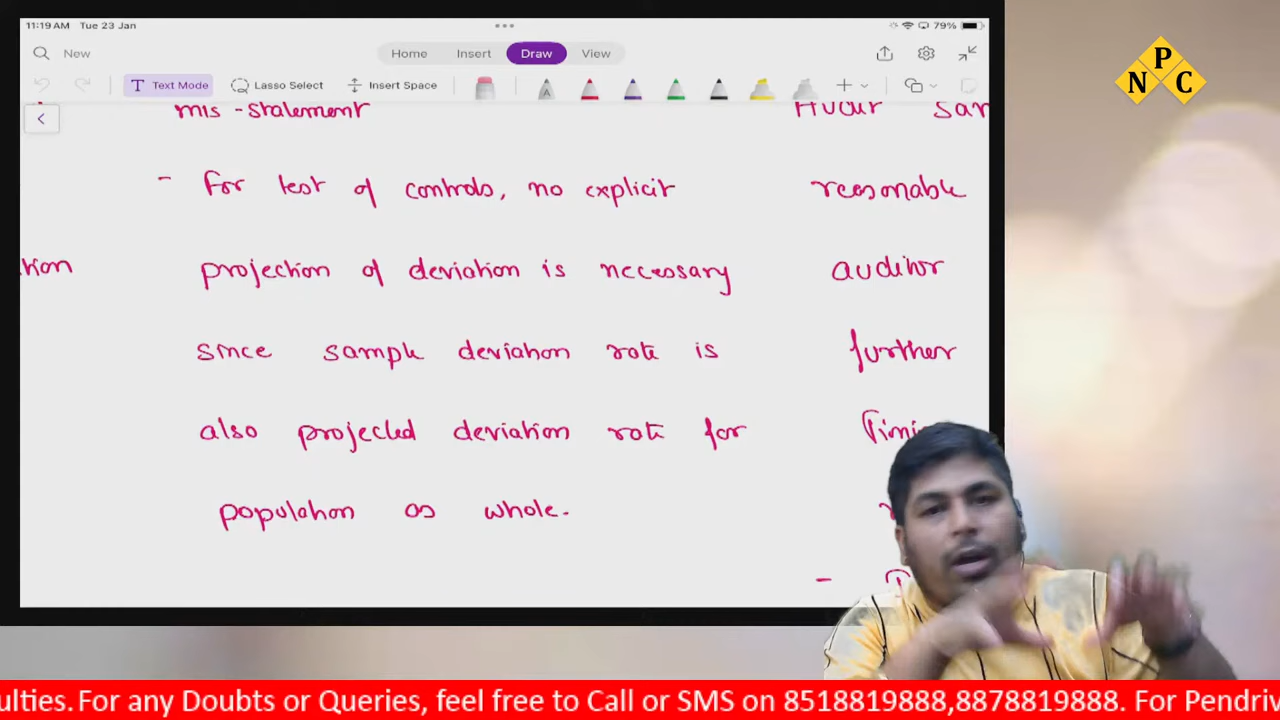 11:19 AM Tue 23 Jan
79%
New
Home Insert Draw View
Text Mode Lasso Select Insert Space
N P C
mis-statement
- For test of controls, no explicit
projection of deviation is necessary
since sample deviation rate is
also projected deviation rate for
population as whole.
reasonable
auditor
further
ulties. For any Doubts or Queries, feel free to Call or SMS on 8518819888,8878819888. For Pendriv